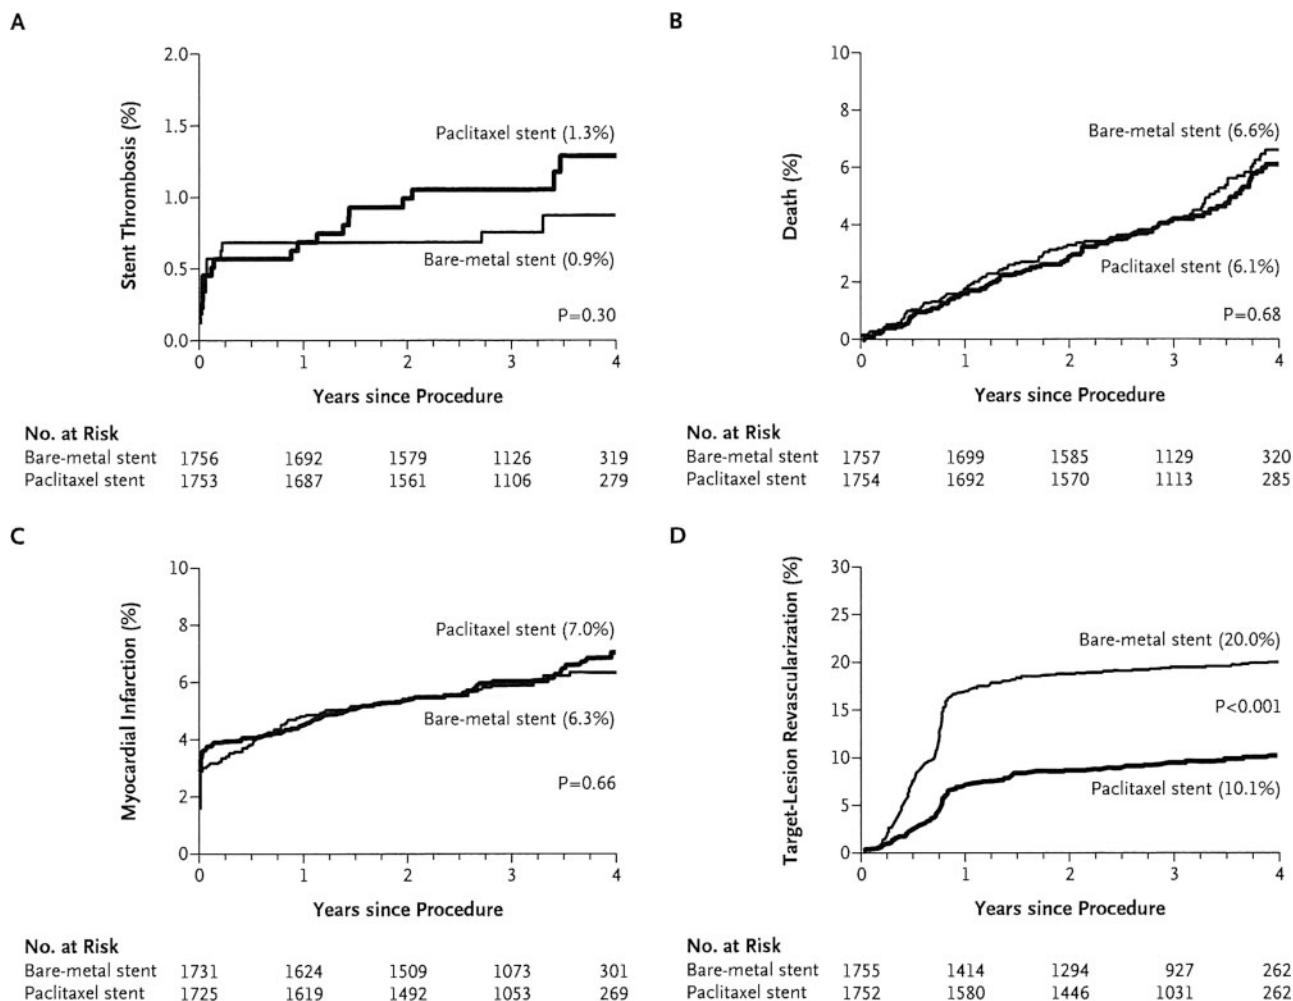 A
Stent Thrombosis (%)
2.0
1.5
1.0
0.5
0.0
Paclitaxel stent (1.3%)
Bare-metal stent (0.9%)
P=0.30
0 1 2 3 4
Years since Procedure
No. at Risk
Bare-metal stent 1756 1692 1579 1126 319
Paclitaxel stent 1753 1687 1561 1106 279
B
Death (%)
10
8
6
4
2
0
Bare-metal stent (6.6%)
Paclitaxel stent (6.1%)
P=0.68
0 1 2 3 4
Years since Procedure
No. at Risk
Bare-metal stent 1757 1699 1585 1129 320
Paclitaxel stent 1754 1692 1570 1113 285
C
Myocardial Infarction (%)
10
8
6
4
2
0
Paclitaxel stent (7.0%)
Bare-metal stent (6.3%)
P=0.66
0 1 2 3 4
Years since Procedure
No. at Risk
Bare-metal stent 1731 1624 1509 1073 301
Paclitaxel stent 1725 1619 1492 1053 269
D
Target-Lesion Revascularization (%)
30
25
20
15
10
5
0
Bare-metal stent (20.0%)
P<0.001
Paclitaxel stent (10.1%)
0 1 2 3 4
Years since Procedure
No. at Risk
Bare-metal stent 1755 1414 1294 927 262
Paclitaxel stent 1752 1580 1446 1031 262